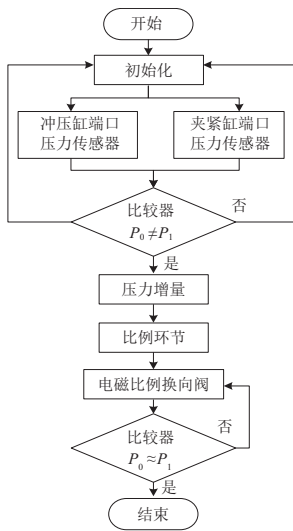 开始
初始化
冲压缸端口
压力传感器
夹紧缸端口
压力传感器
比较器
P₀≠P₁
否
是
压力增量
比例环节
电磁比例换向阀
比较器
P₀≈P₁
否
是
结束